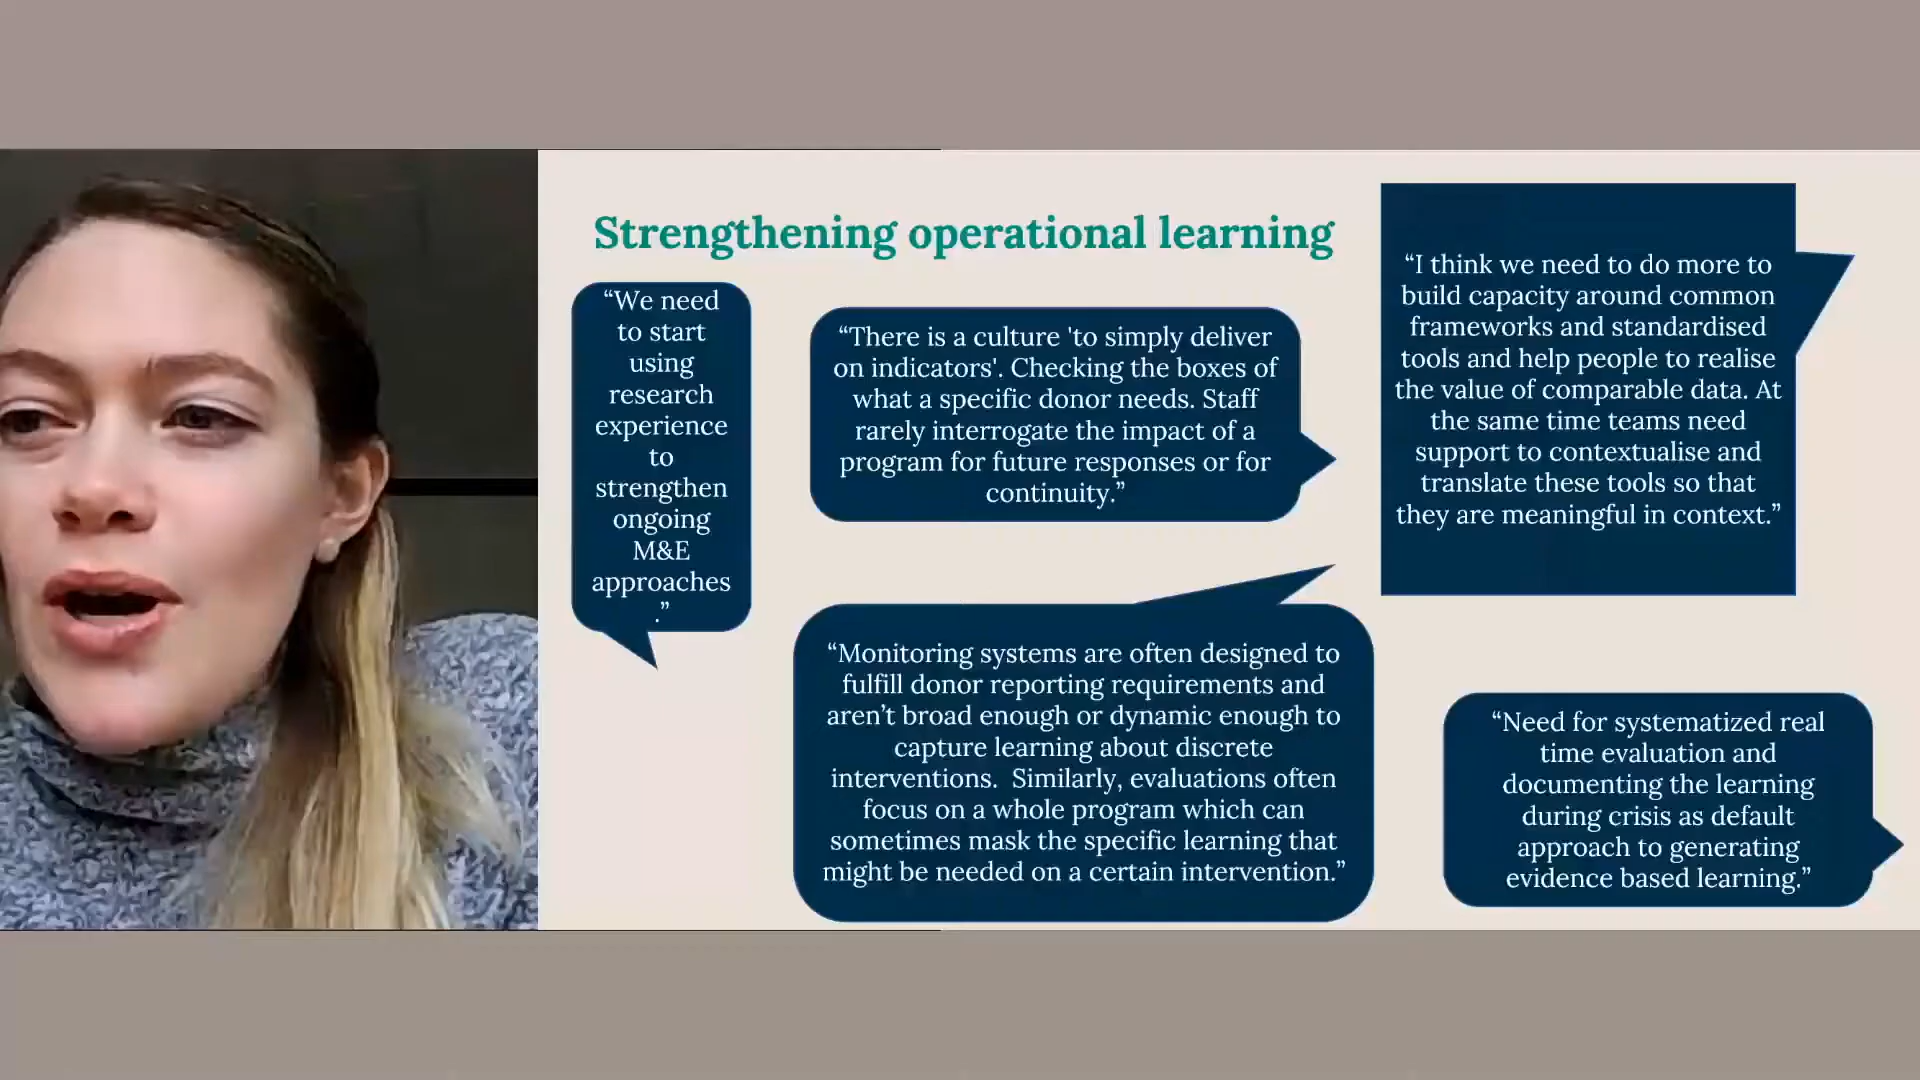 Strengthening operational learning
“We need
to start
using
research
experience
to
strengthen
ongoing
M&E
approaches
.”
“There is a culture 'to simply deliver
on indicators'. Checking the boxes of
what a specific donor needs. Staff
rarely interrogate the impact of a
program for future responses or for
continuity.”
“I think we need to do more to
build capacity around common
frameworks and standardised
tools and help people to realise
the value of comparable data. At
the same time teams need
support to contextualise and
translate these tools so that
they are meaningful in context.”
“Monitoring systems are often designed to
fulfill donor reporting requirements and
aren’t broad enough or dynamic enough to
capture learning about discrete
interventions.  Similarly, evaluations often
focus on a whole program which can
sometimes mask the specific learning that
might be needed on a certain intervention.”
“Need for systematized real
time evaluation and
documenting the learning
during crisis as default
approach to generating
evidence based learning.”